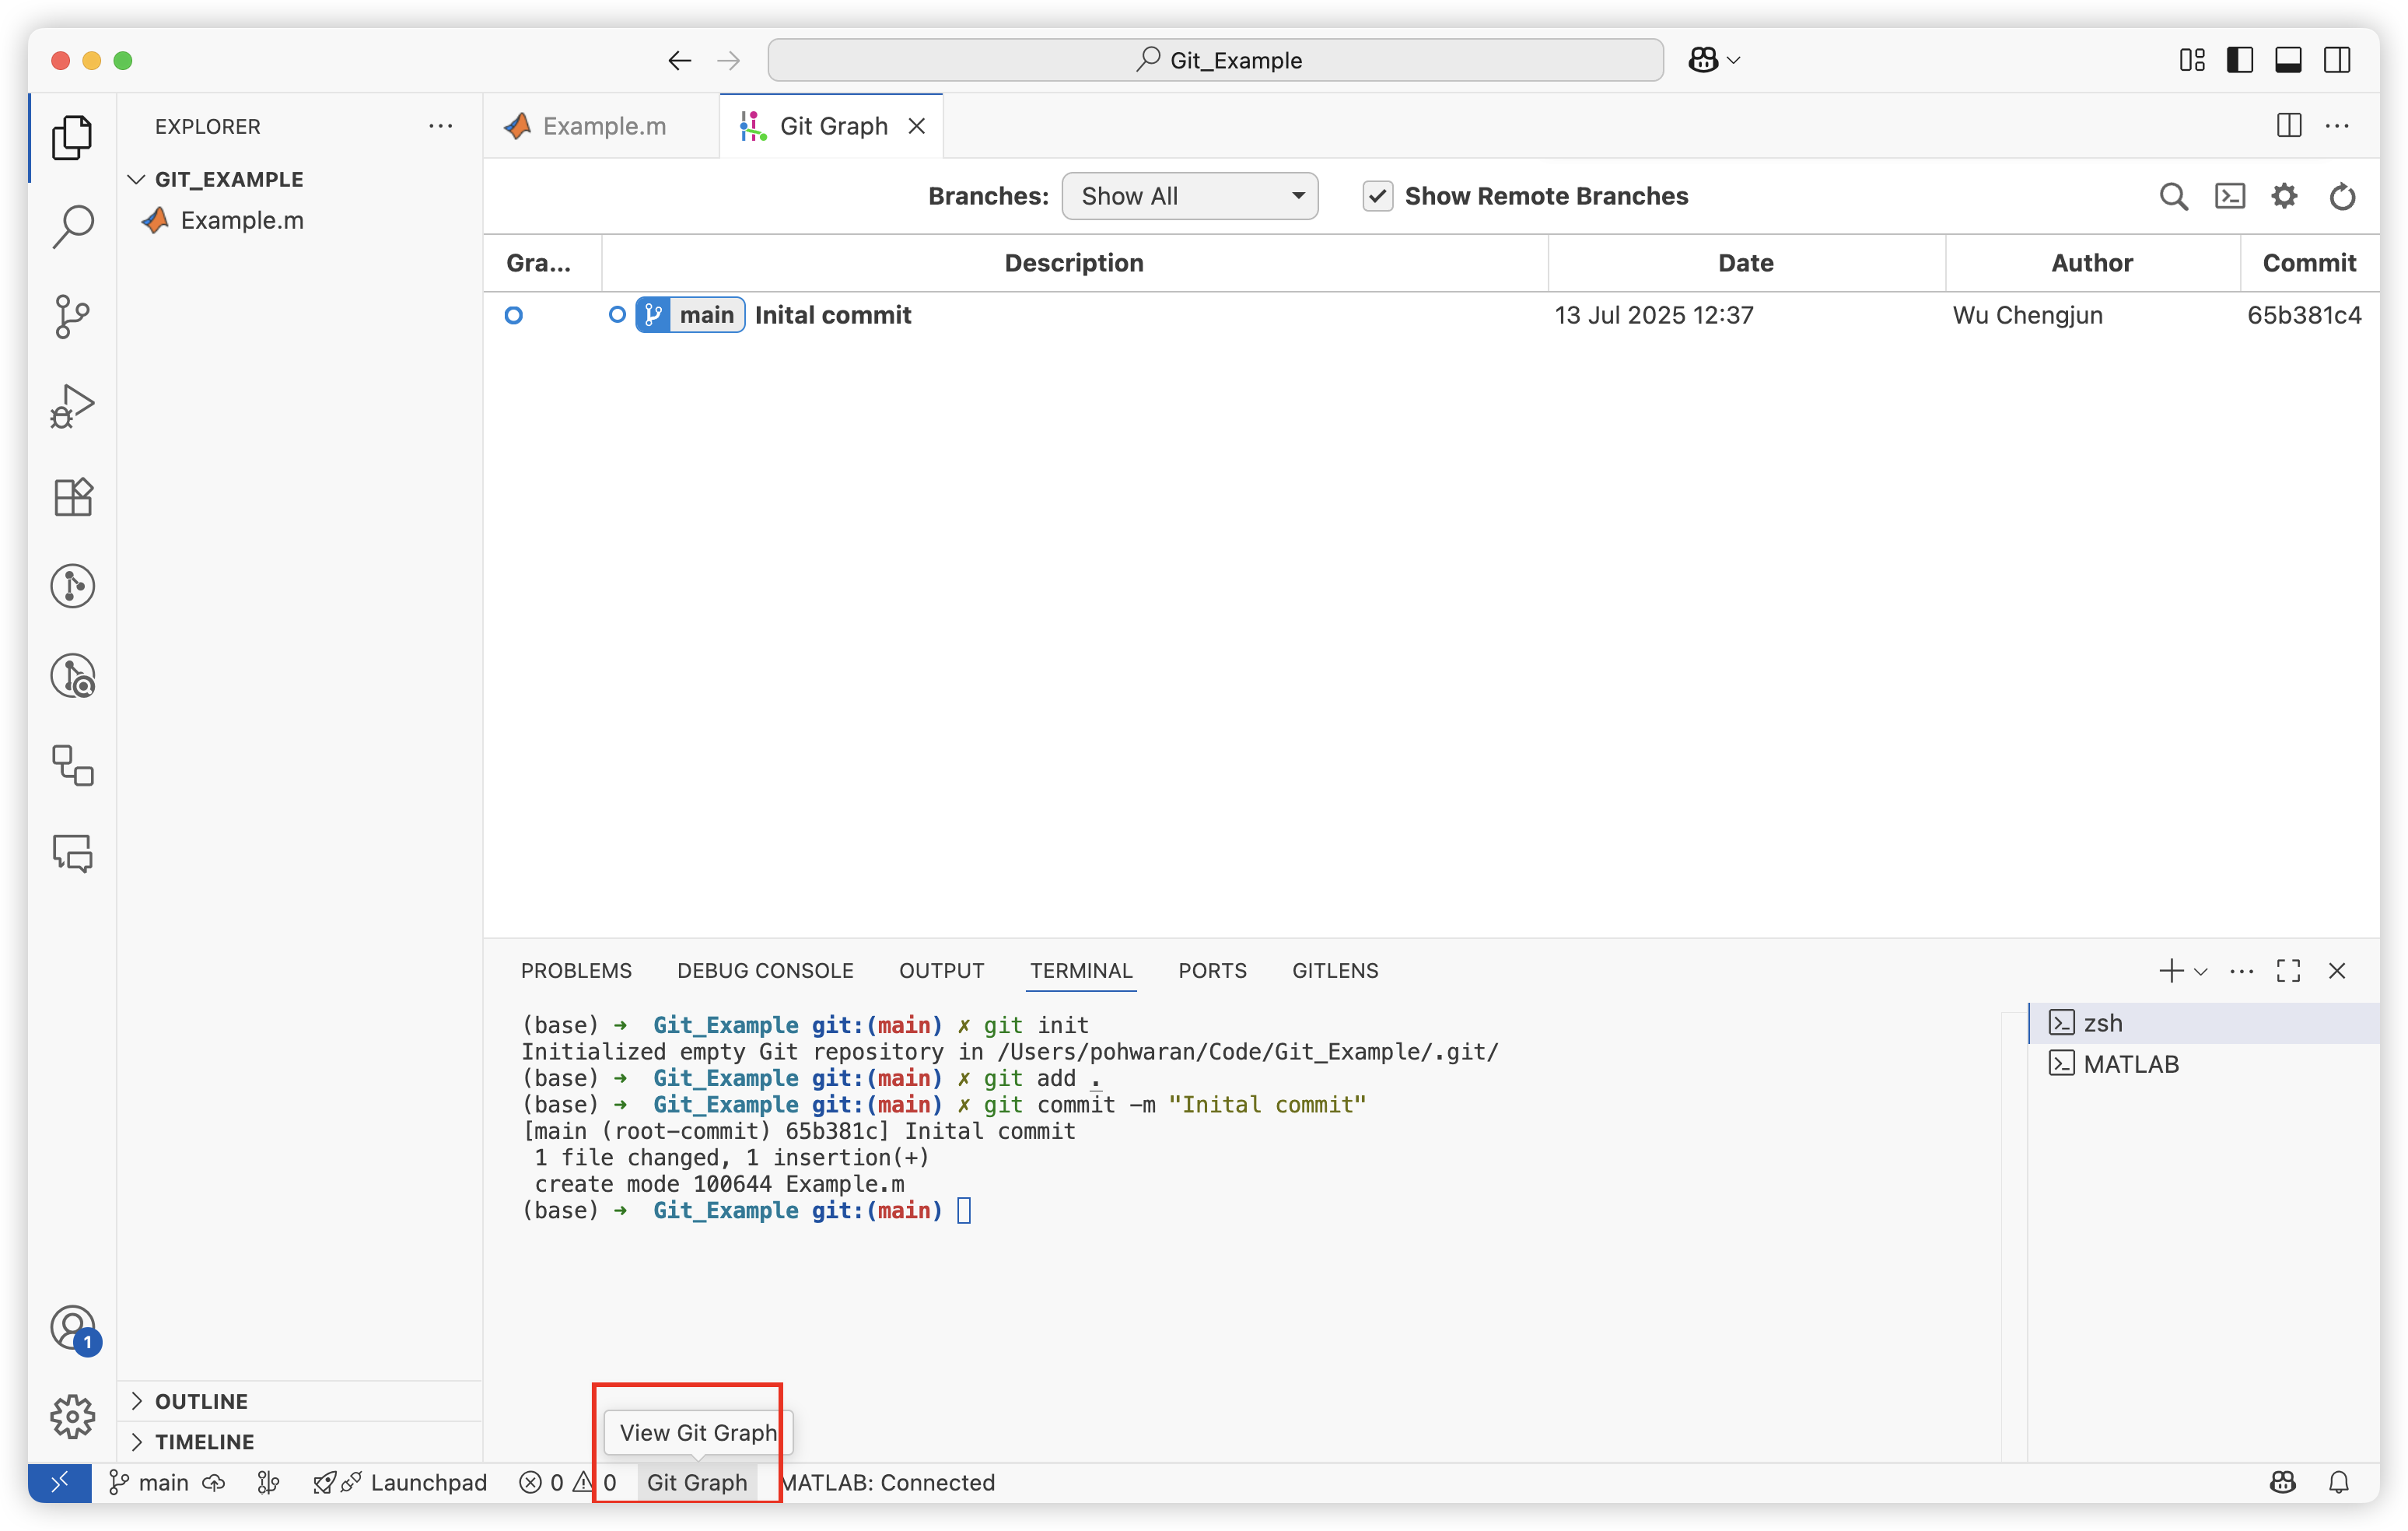 Git_Example
EXPLORER
GIT_EXAMPLE
Example.m
OUTLINE
TIMELINE
Example.m
Git Graph
Branches:
Show All
Show Remote Branches
Gra...
Description
Date
Author
Commit
main
Inital commit
13 Jul 2025 12:37
Wu Chengjun
65b381c4
PROBLEMS
DEBUG CONSOLE
OUTPUT
TERMINAL
PORTS
GITLENS
(base) ➜  Git_Example git:(main) ✗ git init
Initialized empty Git repository in /Users/pohwaran/Code/Git_Example/.git/
(base) ➜  Git_Example git:(main) ✗ git add .
(base) ➜  Git_Example git:(main) ✗ git commit -m "Inital commit"
[main (root-commit) 65b381c] Inital commit
 1 file changed, 1 insertion(+)
 create mode 100644 Example.m
(base) ➜  Git_Example git:(main)
zsh
MATLAB
1
View Git Graph
main
Launchpad
0
0
Git Graph
MATLAB: Connected